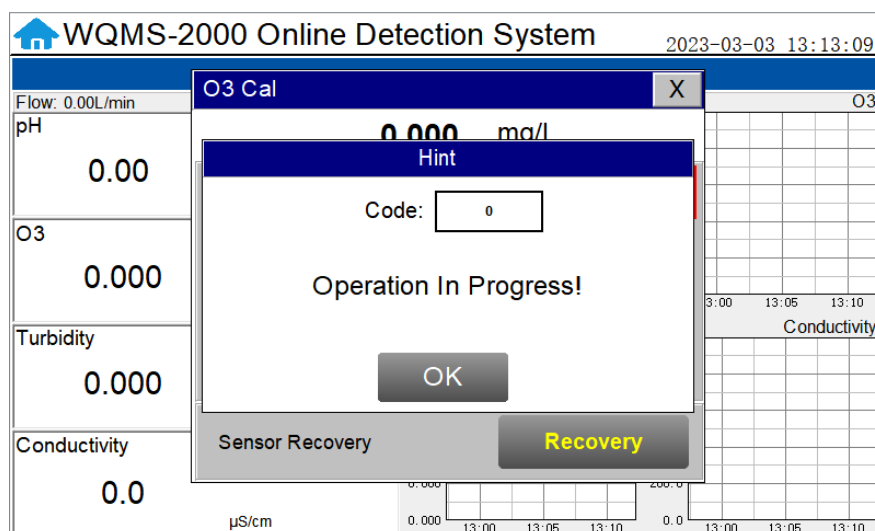 WQMS-2000 Online Detection System
2023-03-03 13:13:09
Flow: 0.00L/min
O3
pH
0.00
O3
0.000
Turbidity
0.000
Conductivity
0.0
µS/cm
O3 Cal
X
0.000 mg/l
Hint
Code: 0
Operation In Progress!
OK
Sensor Recovery
Recovery
13:05 13:10
Conductivity
0.000
13:00 13:05 13:10
200.0
0.0
13:00 13:05 13:10